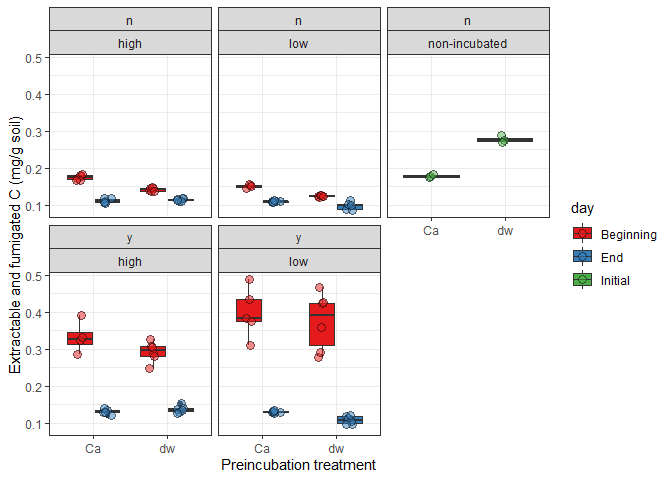 n n n
high low non-incubated
0.5
0.4
0.3
0.2
0.1
Ca dw
y y
high low
0.5
0.4
0.3
0.2
0.1
Ca dw Ca dw
Preincubation treatment
Extractable and fumigated C (mg/g soil)
day
Beginning
End
Initial